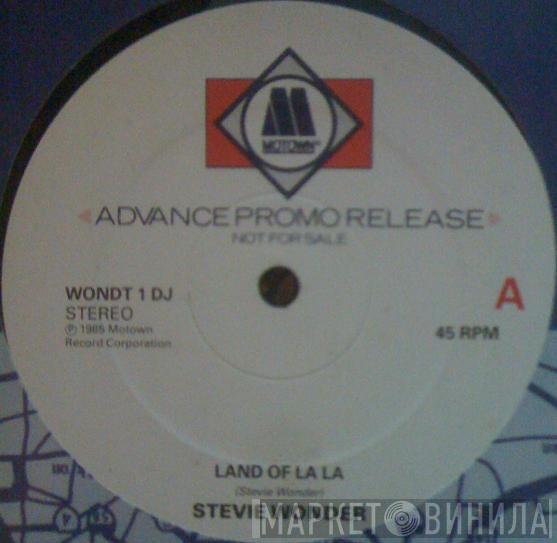 MOTOWN
ADVANCE PROMO RELEASE
NOT FOR SALE
WONDT 1 DJ
STEREO
℗ 1985 Motown
Record Corporation
A
45 RPM
LAND OF LA LA
(Stevie Wonder)
STEVIE WONDER
МАРКЕТ ВИНИЛА